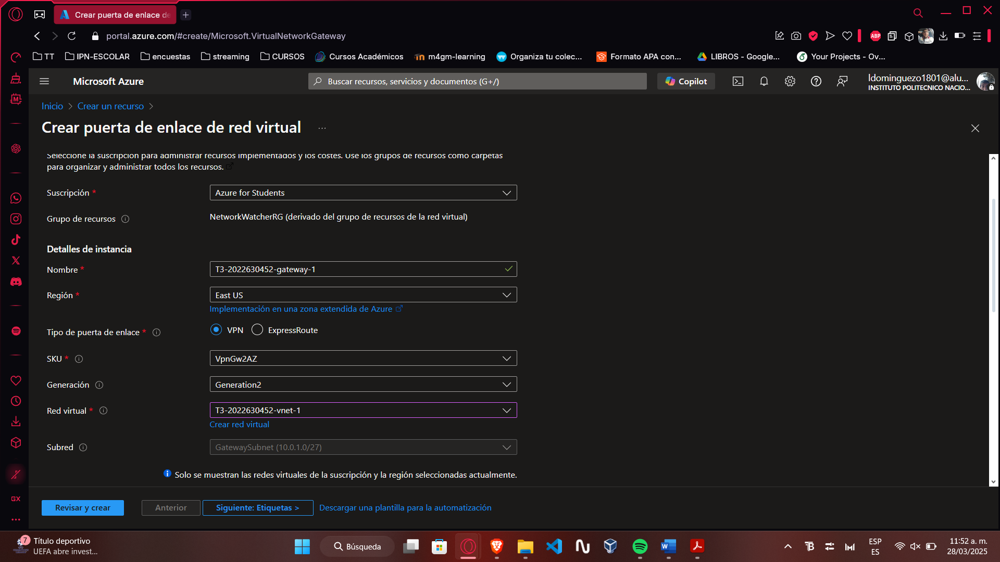 Crear puerta de enlace de
portal.azure.com/#create/Microsoft.VirtualNetworkGateway
ABP
TT
IPN-ESCOLAR
encuestas
streaming
CURSOS
Cursos Académicos
m4gm-learning
Organiza tu colec...
Formato APA con...
LIBROS - Google...
Your Projects - Ov...
Microsoft Azure
Buscar recursos, servicios y documentos (G+/)
Copilot
ldominguezo1801@alu...
INSTITUTO POLITECNICO NACIO...
Inicio > Crear un recurso >
Crear puerta de enlace de red virtual ...
Seleccione la suscripción para administrar recursos implementados y los costes. Use los grupos de recursos como carpetas
para organizar y administrar todos los recursos.
Suscripción *
Azure for Students
Grupo de recursos
NetworkWatcherRG (derivado del grupo de recursos de la red virtual)
Detalles de instancia
Nombre *
T3-2022630452-gateway-1
Región *
East US
Implementación en una zona extendida de Azure
Tipo de puerta de enlace *
VPN
ExpressRoute
SKU *
VpnGw2AZ
Generación
Generation2
Red virtual *
T3-2022630452-vnet-1
Crear red virtual
Subred
GatewaySubnet (10.0.1.0/27)
Solo se muestran las redes virtuales de la suscripción y la región seleccionadas actualmente.
Revisar y crear
Anterior
Siguiente: Etiquetas >
Descargar una plantilla para la automatización
GX
7
Título deportivo
UEFA abre invest...
Búsqueda
ESP
ES
11:52 a. m.
28/03/2025